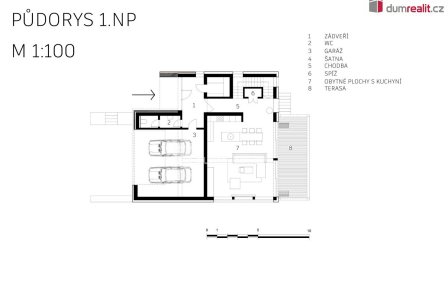 PŮDORYS 1.NP
M 1:100
dumrealit.cz
1 ZÁDVEŘÍ
2 WC
3 GARÁŽ
4 ŠATNA
5 CHODBA
6 SPÍŽ
7 OBYTNÉ PLOCHY S KUCHYNÍ
8 TERASA
6
1
5
2
3
7
8